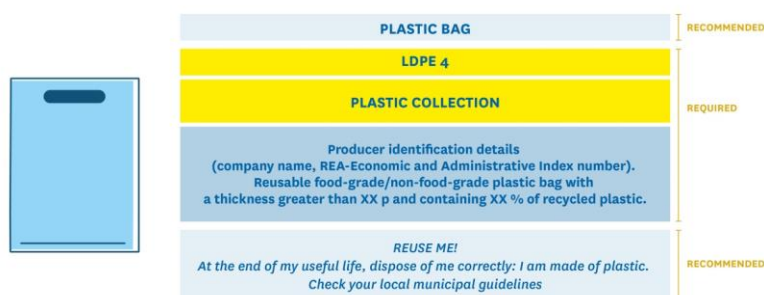 PLASTIC BAG
RECOMMENDED
LDPE 4
PLASTIC COLLECTION
REQUIRED
Producer identification details
(company name, REA-Economic and Administrative Index number).
Reusable food-grade/non-food-grade plastic bag with
a thickness greater than XX p and containing XX % of recycled plastic.
REUSE ME!
At the end of my useful life, dispose of me correctly: I am made of plastic.
RECOMMENDED
Check your local municipal guidelines